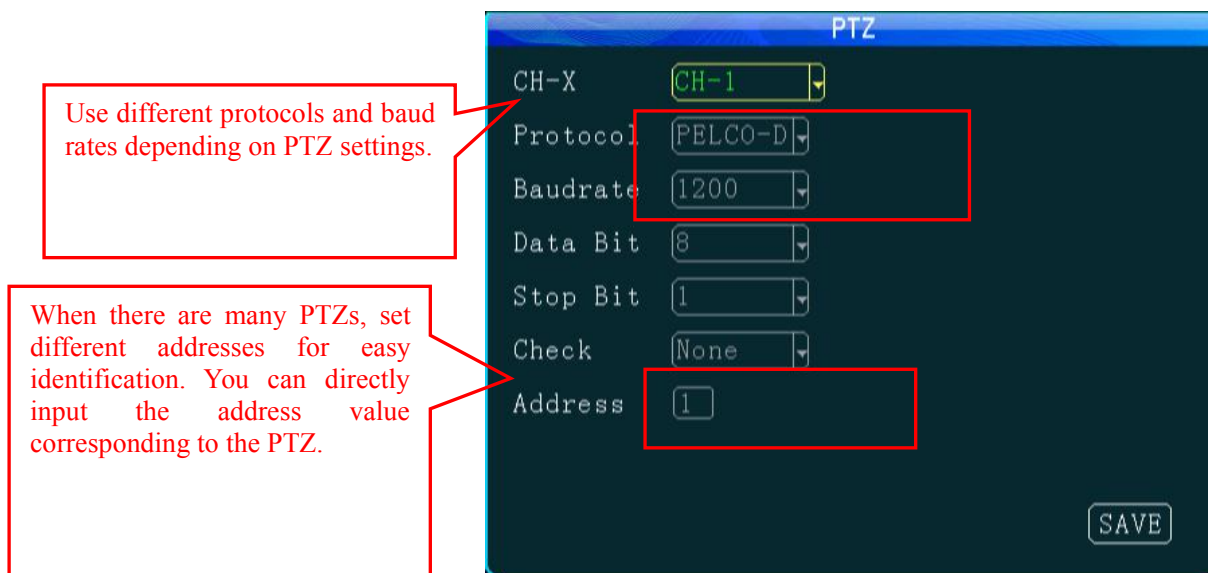 PTZ
CH-X CH-1
Use different protocols and baud
rates depending on PTZ settings.
Protocol PELCO-D
Baudrate 1200
Data Bit 8
Stop Bit 1
When there are many PTZs, set
different addresses for easy
identification. You can directly
input the address value
corresponding to the PTZ.
Check None
Address 1
SAVE